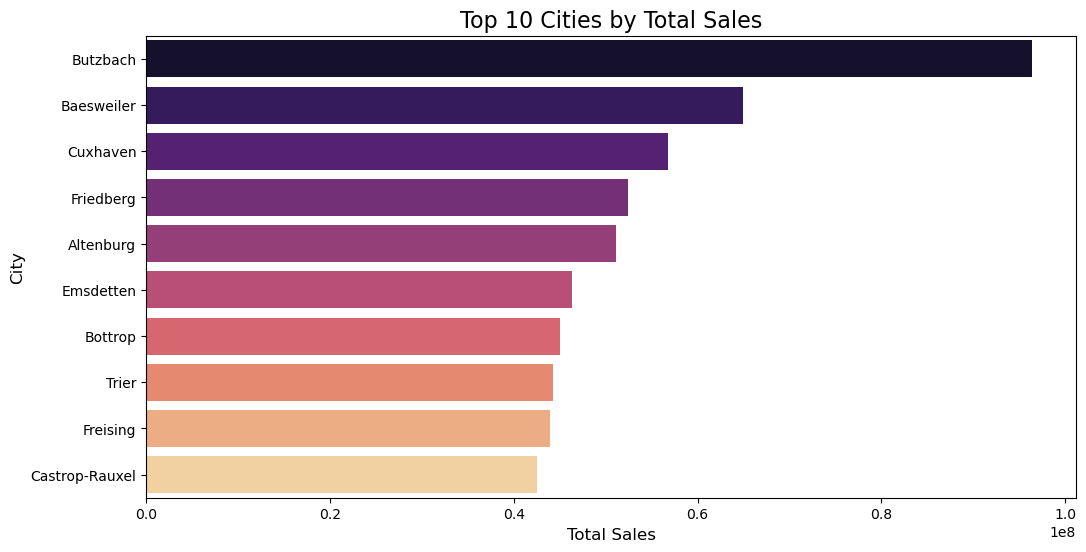 Top 10 Cities by Total Sales
City
Butzbach
Baesweiler
Cuxhaven
Friedberg
Altenburg
Emsdetten
Bottrop
Trier
Freising
Castrop-Rauxel
0.0 0.2 0.4 0.6 0.8 1.0
1e8
Total Sales